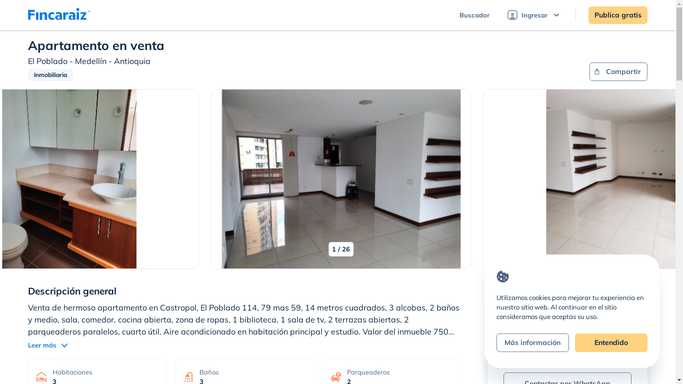 Fincaraiz
Buscador
Ingresar
Publica gratis
Apartamento en venta
El Poblado - Medellín - Antioquia
Inmobiliaria
Compartir
1 / 26
Descripción general
Venta de hermoso apartamento en Castropol, El Poblado 114, 79 mas 59, 14 metros cuadrados, 3 alcobas, 2 baños
y medio, sala, comedor, cocina abierta, zona de ropas, 1 biblioteca, 1 sala de tv, 2 terrazas abiertas, 2
parqueaderos paralelos, cuarto útil, Aire acondicionado en habitación principal y estudio. Valor del inmueble 750...
Leer más
Habitaciones
3
Baños
3
Parqueaderos
2
Utilizamos cookies para mejorar tu experiencia en
nuestro sitio web. Al continuar en el sitio
consideramos que aceptas su uso.
Más información
Entendido
Contactar por WhatsApp